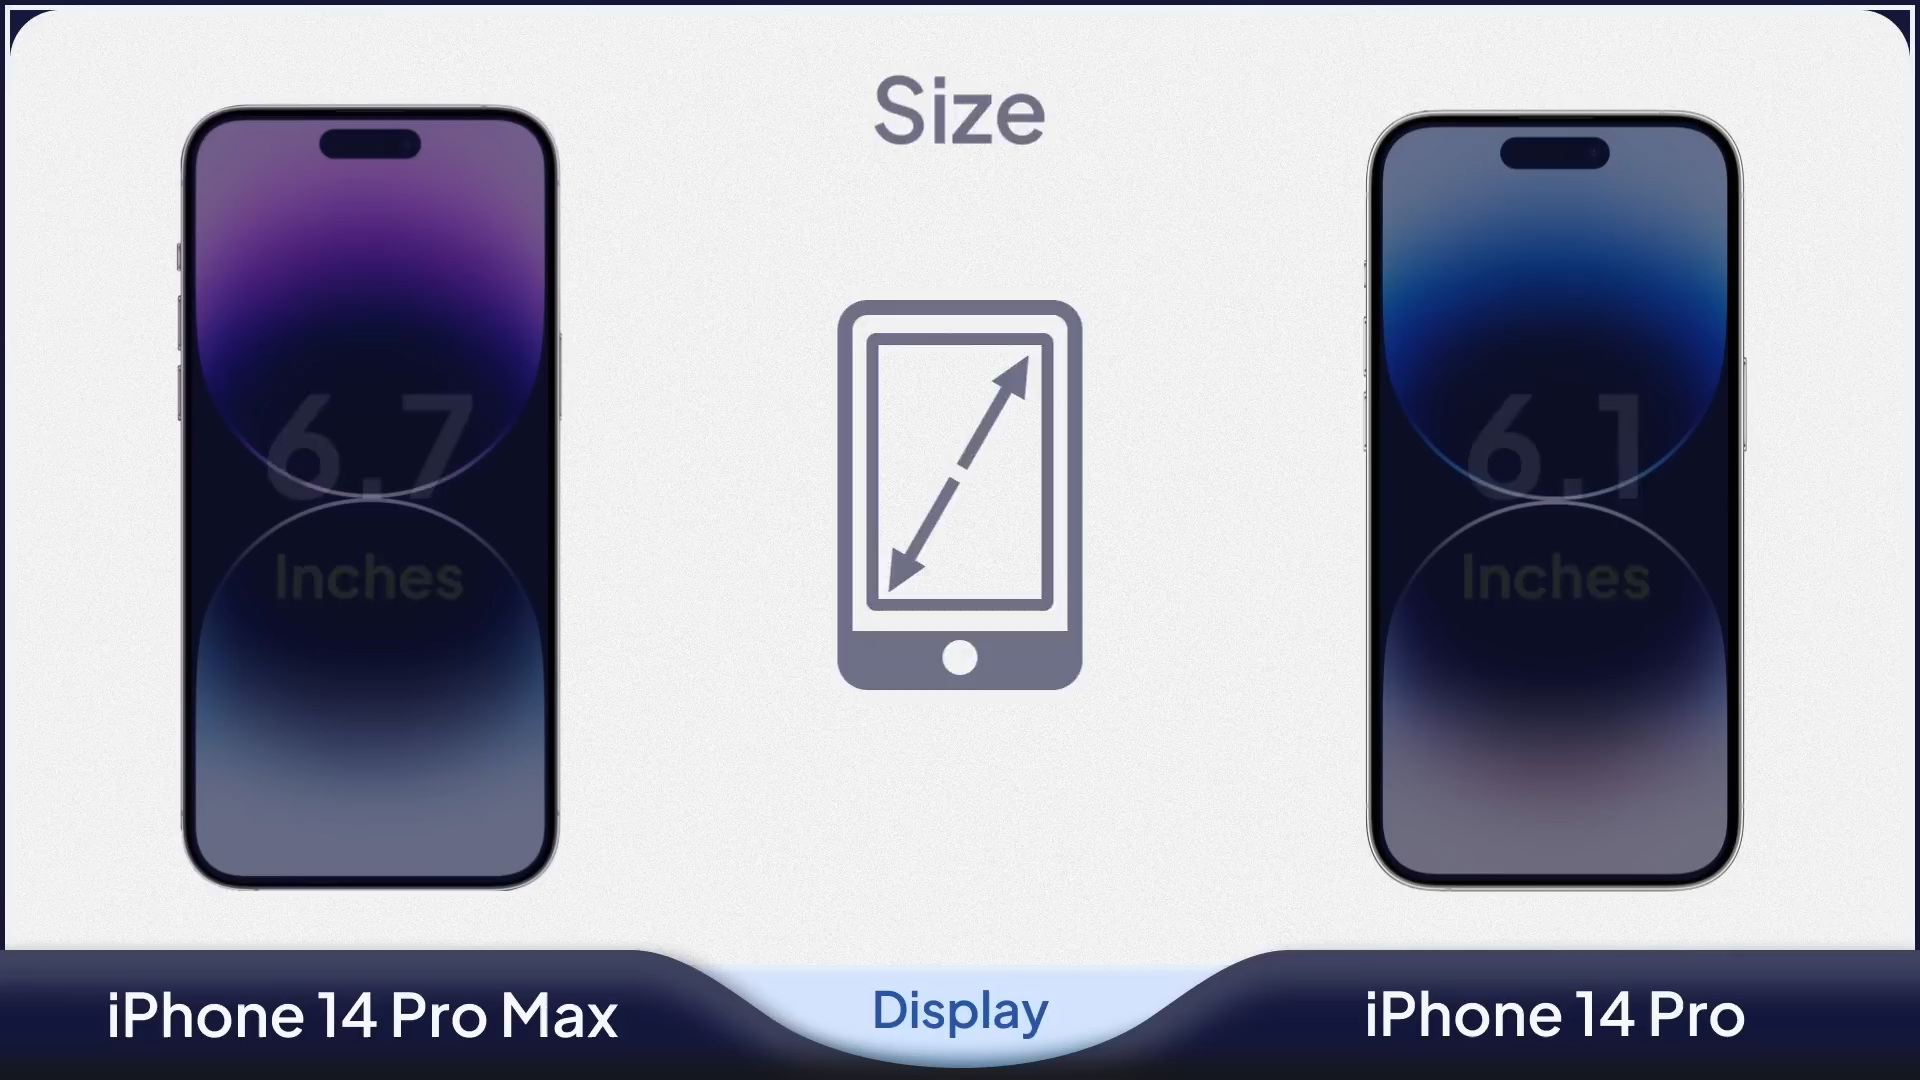 Size
6.7
Inches
6.1
Inches
iPhone 14 Pro Max
Display
iPhone 14 Pro